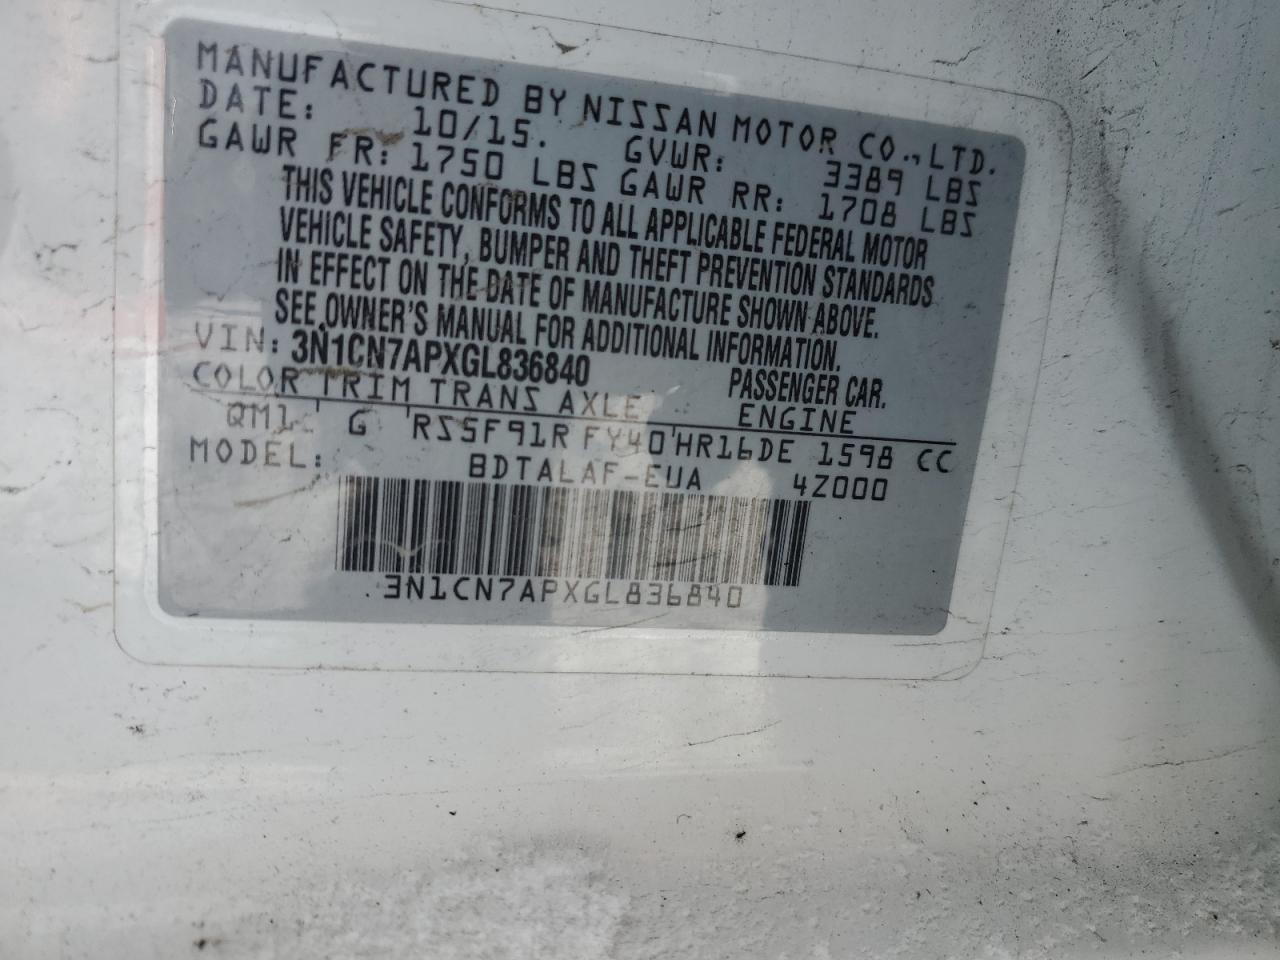 MANUFACTURED BY NISSAN MOTOR CO., LTD.
DATE: 10/15. GVWR: 3389 LBS
GAWR FR: 1750 LBS GAWR RR: 1708 LBS
THIS VEHICLE CONFORMS TO ALL APPLICABLE FEDERAL MOTOR
VEHICLE SAFETY, BUMPER AND THEFT PREVENTION STANDARDS
IN EFFECT ON THE DATE OF MANUFACTURE SHOWN ABOVE.
SEE OWNER'S MANUAL FOR ADDITIONAL INFORMATION.
VIN: 3N1CN7APXGL836840 PASSENGER CAR.
COLOR TRIM TRANS AXLE ENGINE
QM1 G RS5F91R FY40 HR16DE 1598 CC
MODEL: BDTALAF-EUA 4Z000
3N1CN7APXGL836840